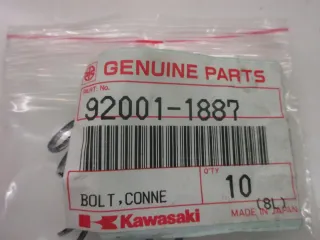 GENUINE PARTS
PART No.
92001-1887
BOLT,CONNE
Q'TY
10
(8L)
MADE IN JAPAN
Kawasaki